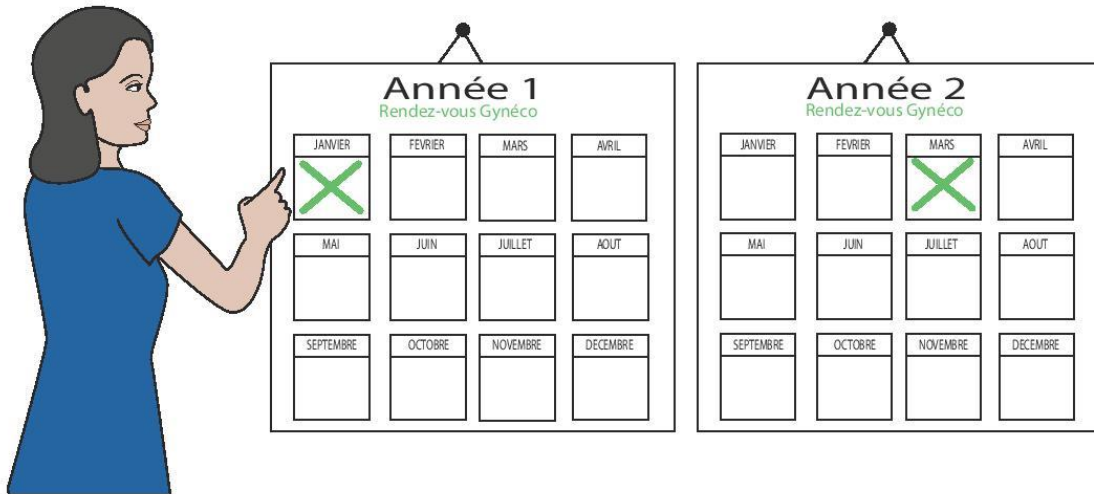 Année 1
Rendez-vous Gynéco
JANVIER FEVRIER MARS AVRIL
MAI JUIN JUILLET AOUT
SEPTEMBRE OCTOBRE NOVEMBRE DECEMBRE
Année 2
Rendez-vous Gynéco
JANVIER FEVRIER MARS AVRIL
MAI JUIN JUILLET AOUT
SEPTEMBRE OCTOBRE NOVEMBRE DECEMBRE